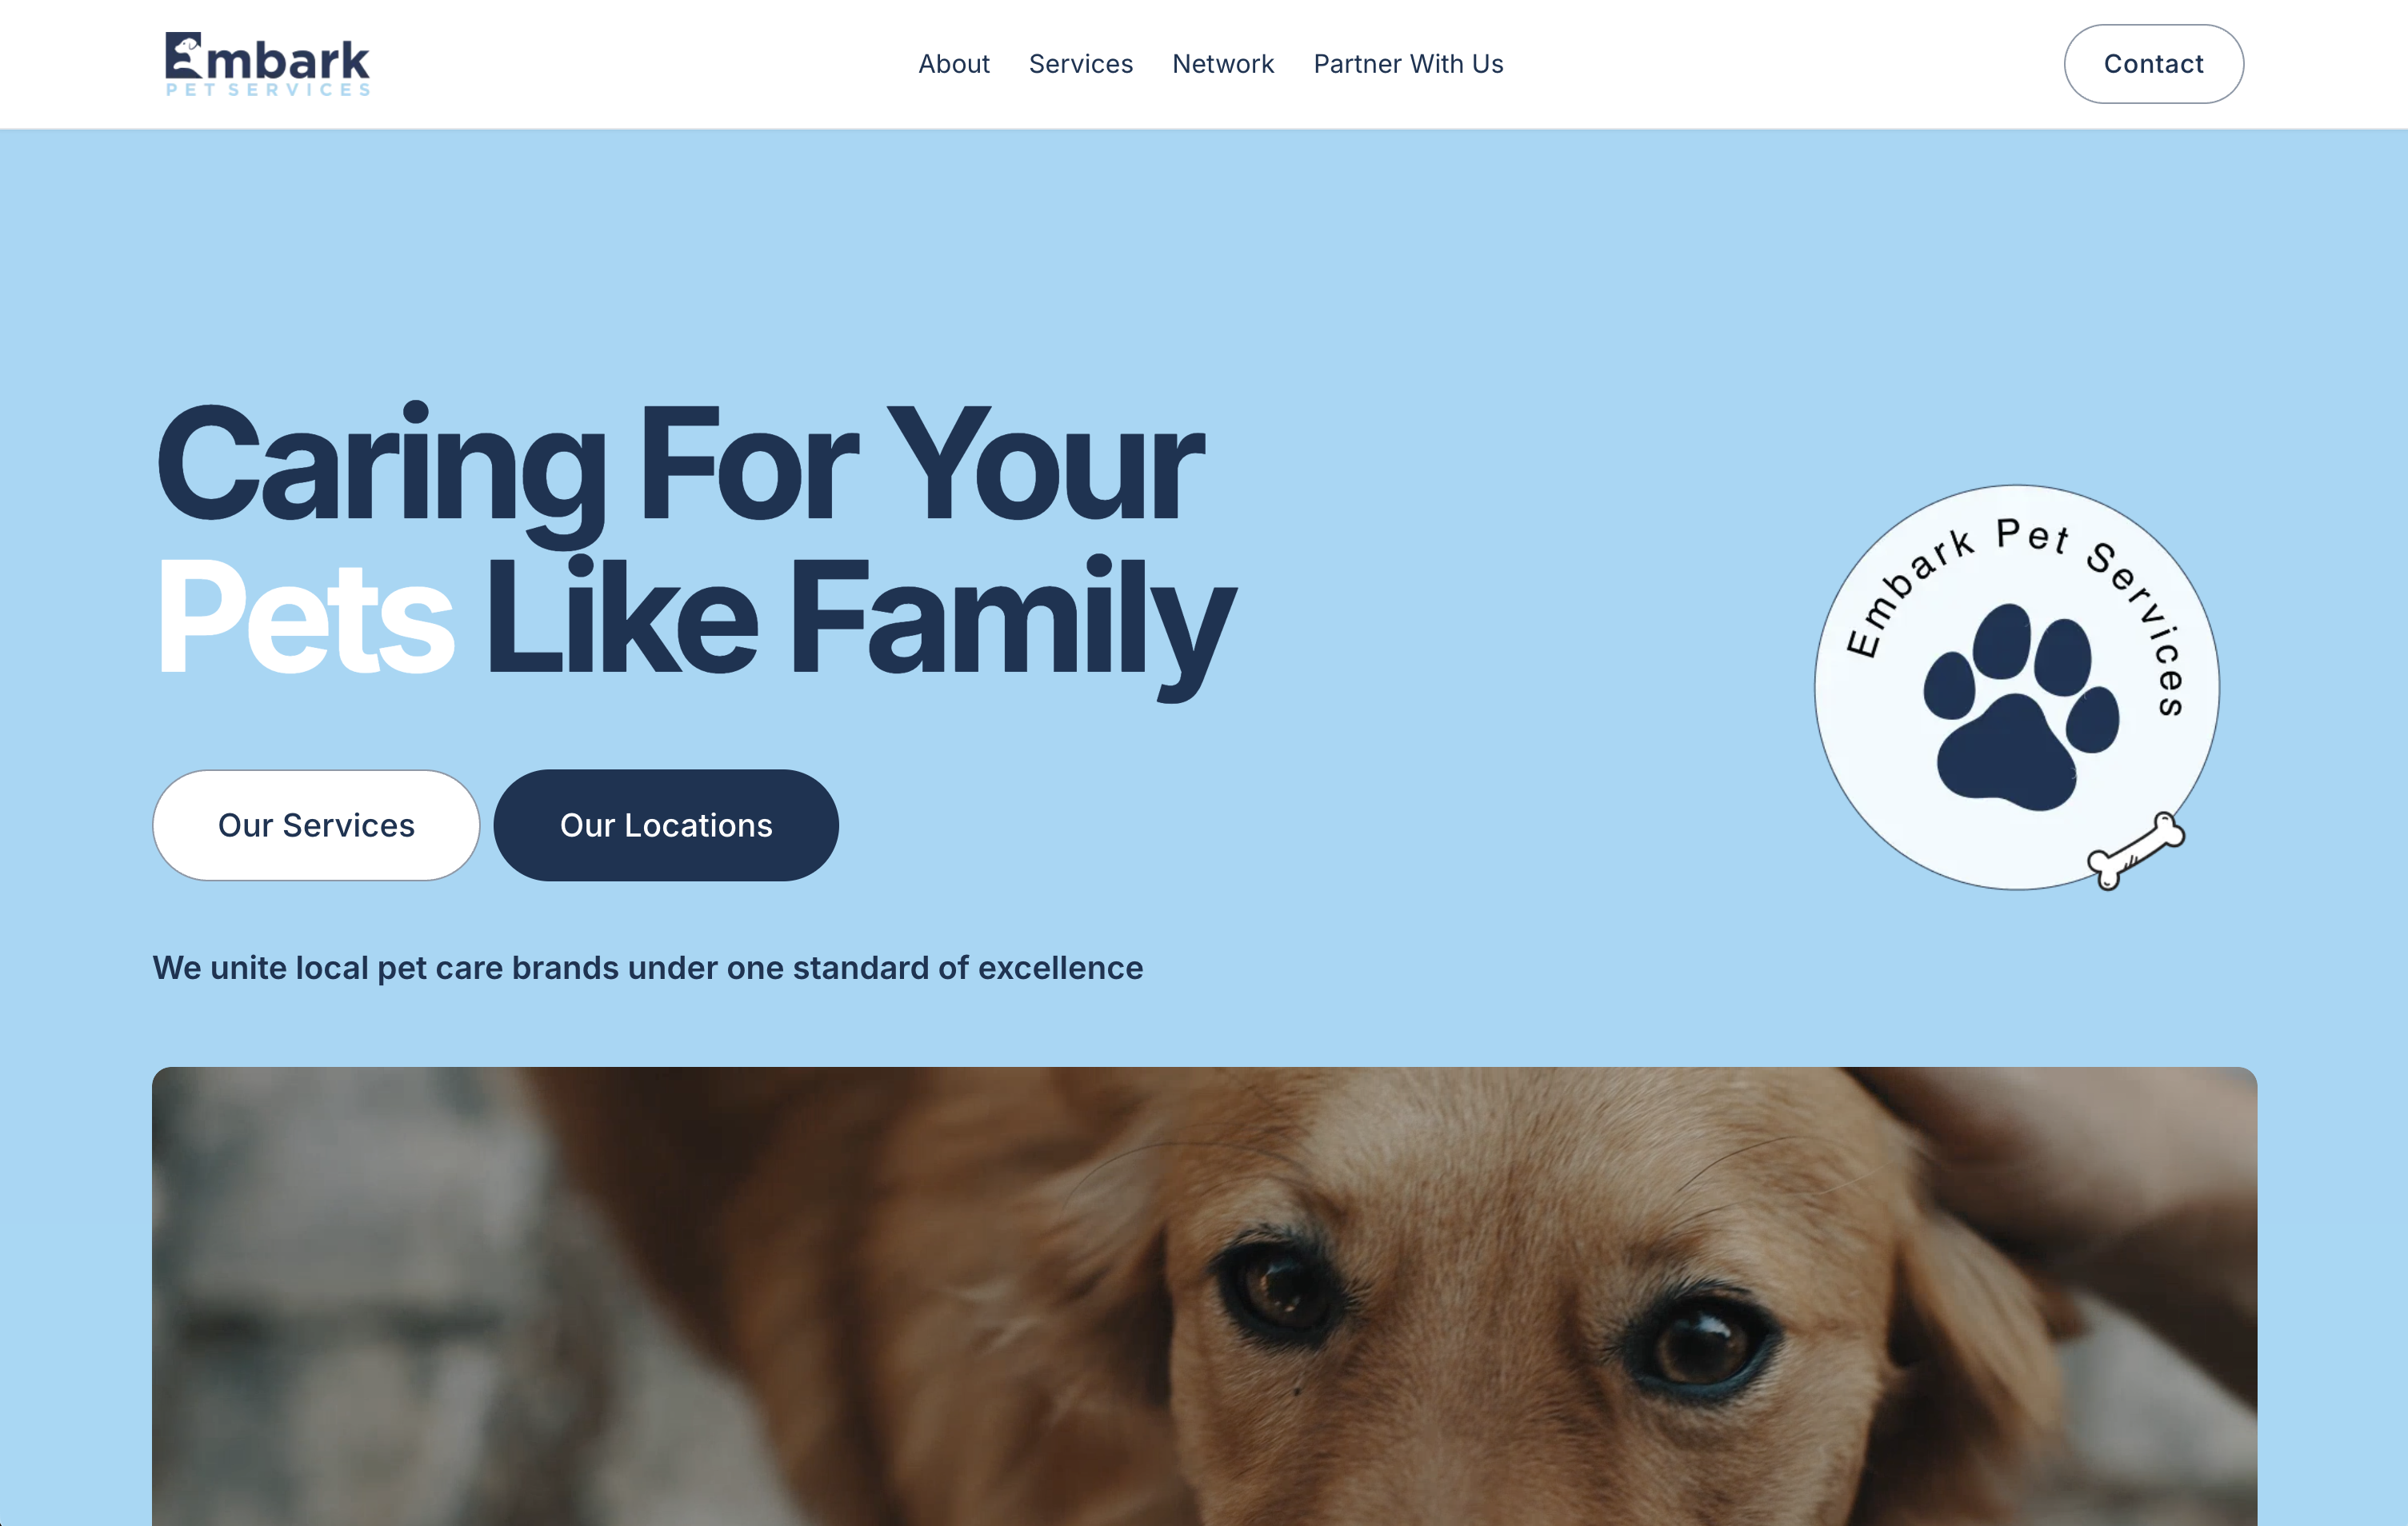 Embark
PET SERVICES
About
Services
Network
Partner With Us
Contact
Caring For Your
Pets Like Family
Embark Pet Services
Our Services
Our Locations
We unite local pet care brands under one standard of excellence